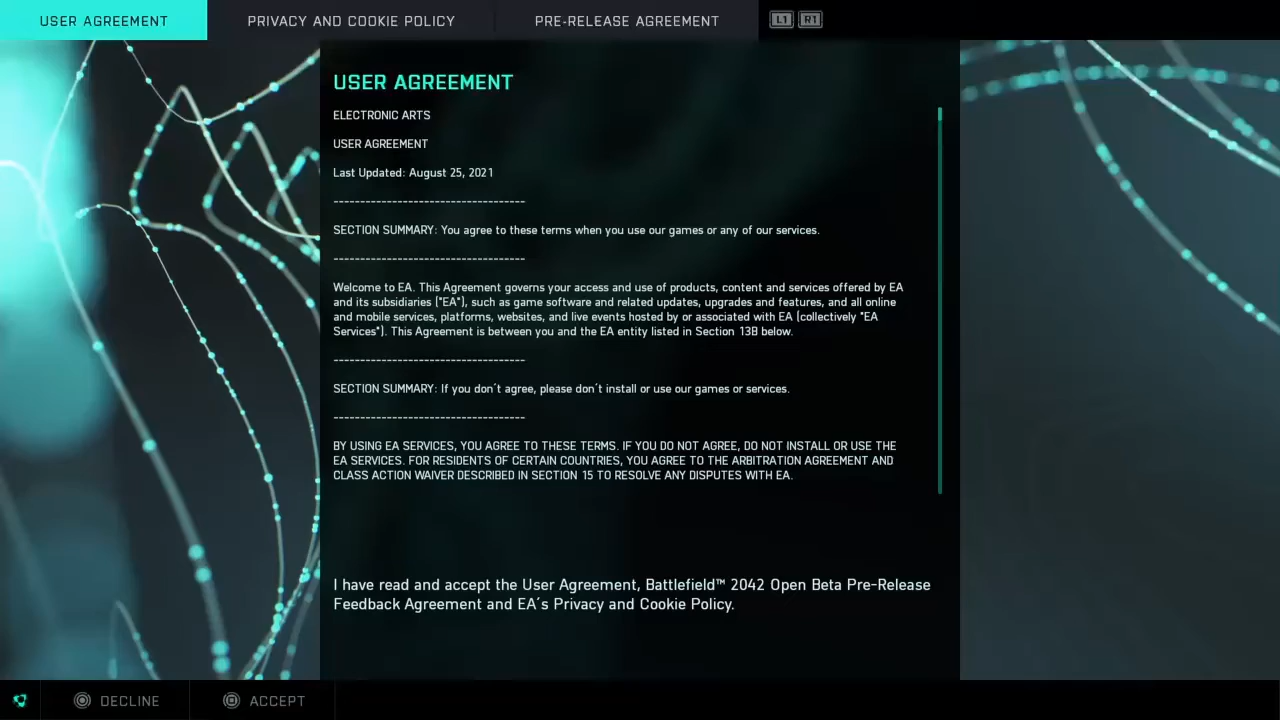 USER AGREEMENT
PRIVACY AND COOKIE POLICY
PRE-RELEASE AGREEMENT
L1
R1
USER AGREEMENT
ELECTRONIC ARTS
USER AGREEMENT
Last Updated: August 25, 2021
------------------------------------
SECTION SUMMARY: You agree to these terms when you use our games or any of our services.
------------------------------------
Welcome to EA. This Agreement governs your access and use of products, content and services offered by EA
and its subsidiaries ("EA"), such as game software and related updates, upgrades and features, and all online
and mobile services, platforms, websites, and live events hosted by or associated with EA (collectively "EA
Services"). This Agreement is between you and the EA entity listed in Section 13B below.
------------------------------------
SECTION SUMMARY: If you don´t agree, please don´t install or use our games or services.
------------------------------------
BY USING EA SERVICES, YOU AGREE TO THESE TERMS. IF YOU DO NOT AGREE, DO NOT INSTALL OR USE THE
EA SERVICES. FOR RESIDENTS OF CERTAIN COUNTRIES, YOU AGREE TO THE ARBITRATION AGREEMENT AND
CLASS ACTION WAIVER DESCRIBED IN SECTION 15 TO RESOLVE ANY DISPUTES WITH EA.
I have read and accept the User Agreement, Battlefield™ 2042 Open Beta Pre-Release
Feedback Agreement and EA´s Privacy and Cookie Policy.
DECLINE
ACCEPT